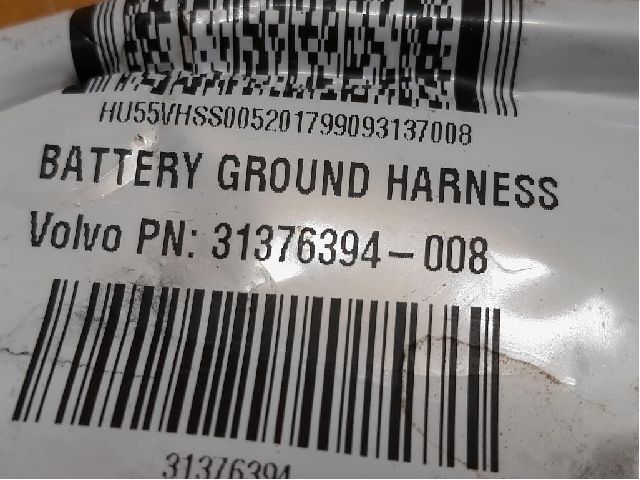 HU55VHSS005201799093137008
BATTERY GROUND HARNESS
Volvo PN: 31376394-008
31376394